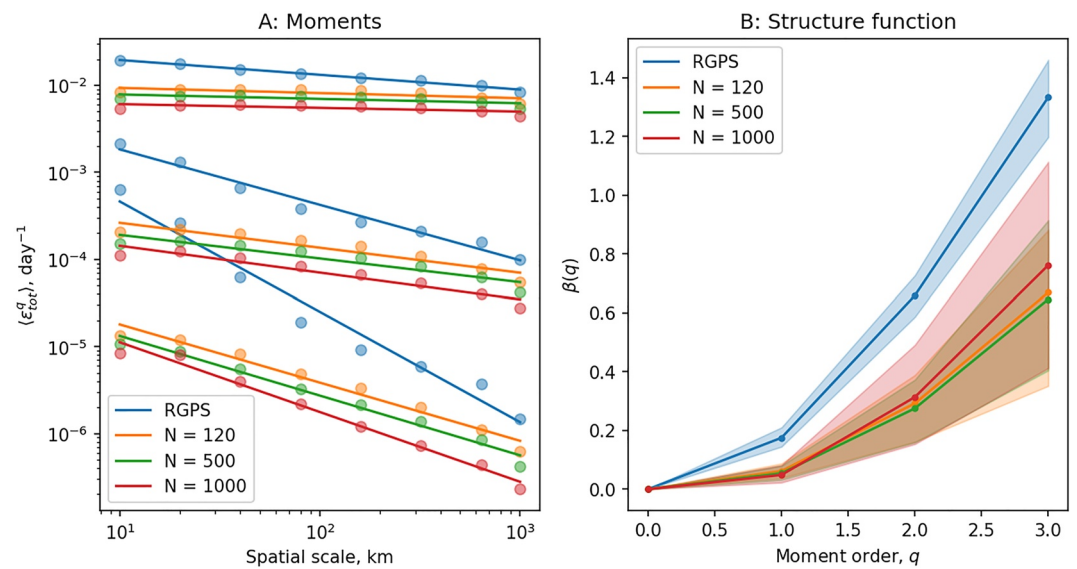 A: Moments
10⁻²
10⁻³
10⁻⁴
10⁻⁵
10⁻⁶
⟨ε_tot^q⟩, day⁻¹
RGPS
N = 120
N = 500
N = 1000
10¹
10²
10³
Spatial scale, km
B: Structure function
RGPS
N = 120
N = 500
N = 1000
1.4
1.2
1.0
0.8
0.6
0.4
0.2
0.0
β(q)
0.0
0.5
1.0
1.5
2.0
2.5
3.0
Moment order, q